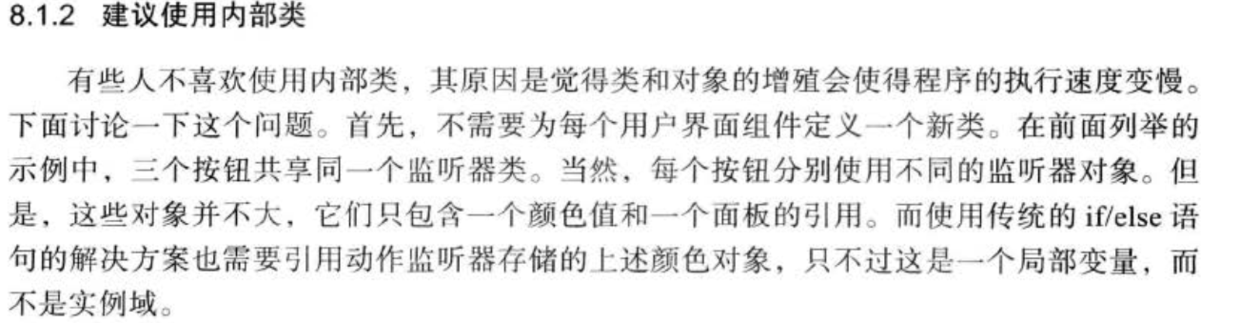 8.1.2 建议使用内部类
有些人不喜欢使用内部类，其原因是觉得类和对象的增殖会使得程序的执行速度变慢。
下面讨论一下这个问题。首先，不需要为每个用户界面组件定义一个新类。在前面列举的
示例中，三个按钮共享同一个监听器类。当然，每个按钮分别使用不同的监听器对象。但
是，这些对象并不大，它们只包含一个颜色值和一个面板的引用。而使用传统的 if/else 语
句的解决方案也需要引用动作监听器存储的上述颜色对象，只不过这是一个局部变量，而
不是实例域。